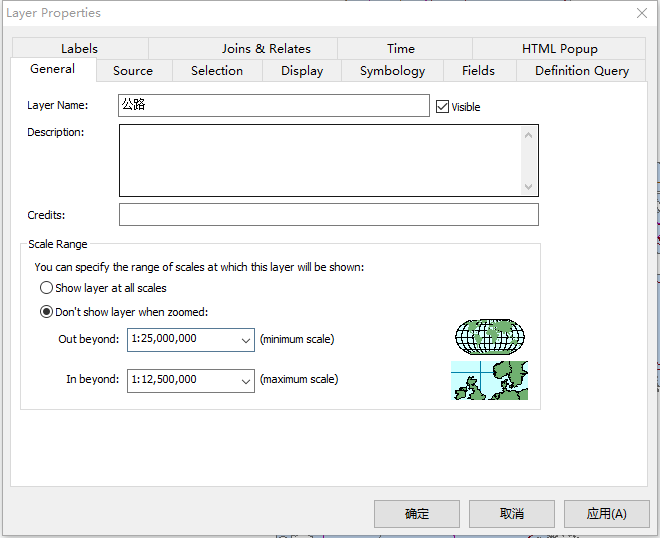 Layer Properties
Labels Joins & Relates Time HTML Popup
General Source Selection Display Symbology Fields Definition Query
Layer Name: 公路 Visible
Description:
Credits:
Scale Range
You can specify the range of scales at which this layer will be shown:
Show layer at all scales
Don't show layer when zoomed:
Out beyond: 1:25,000,000 (minimum scale)
In beyond: 1:12,500,000 (maximum scale)
确定 取消 应用(A)